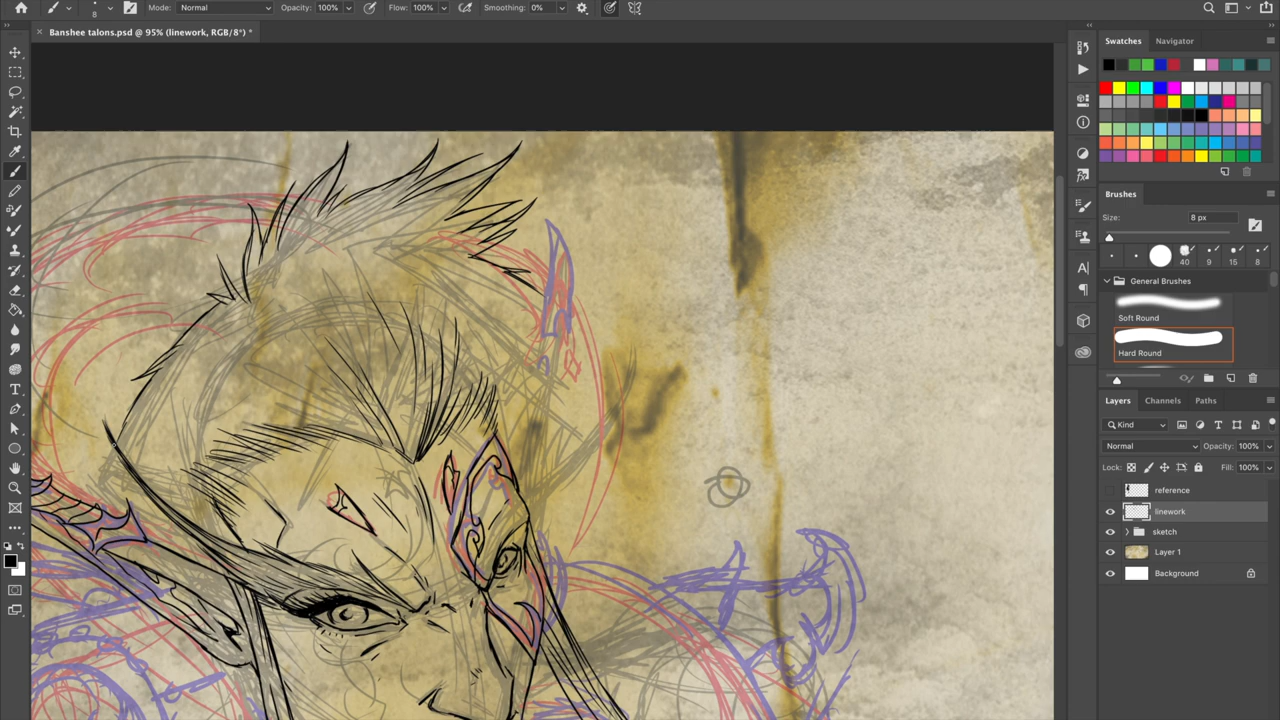 8
Mode: Normal
Opacity: 100%
Flow: 100%
Smoothing: 0%
× Banshee talons.psd @ 95% (linework, RGB/8*) *
Swatches Navigator
Brushes
Size: 8 px
40 9 15 8
General Brushes
Soft Round
Hard Round
Layers Channels Paths
Kind
Normal Opacity: 100%
Lock: Fill: 100%
reference
linework
sketch
Layer 1
Background